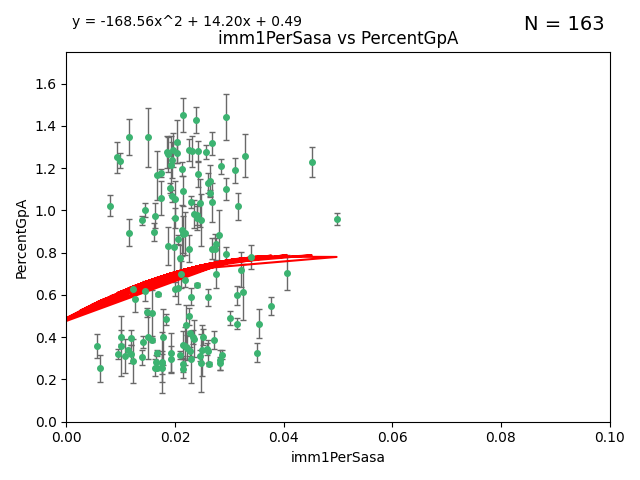 y = -168.56x^2 + 14.20x + 0.49
N = 163
imm1PerSasa vs PercentGpA
PercentGpA
1.6
1.4
1.2
1.0
0.8
0.6
0.4
0.2
0.0
0.00 0.02 0.04 0.06 0.08 0.10
imm1PerSasa